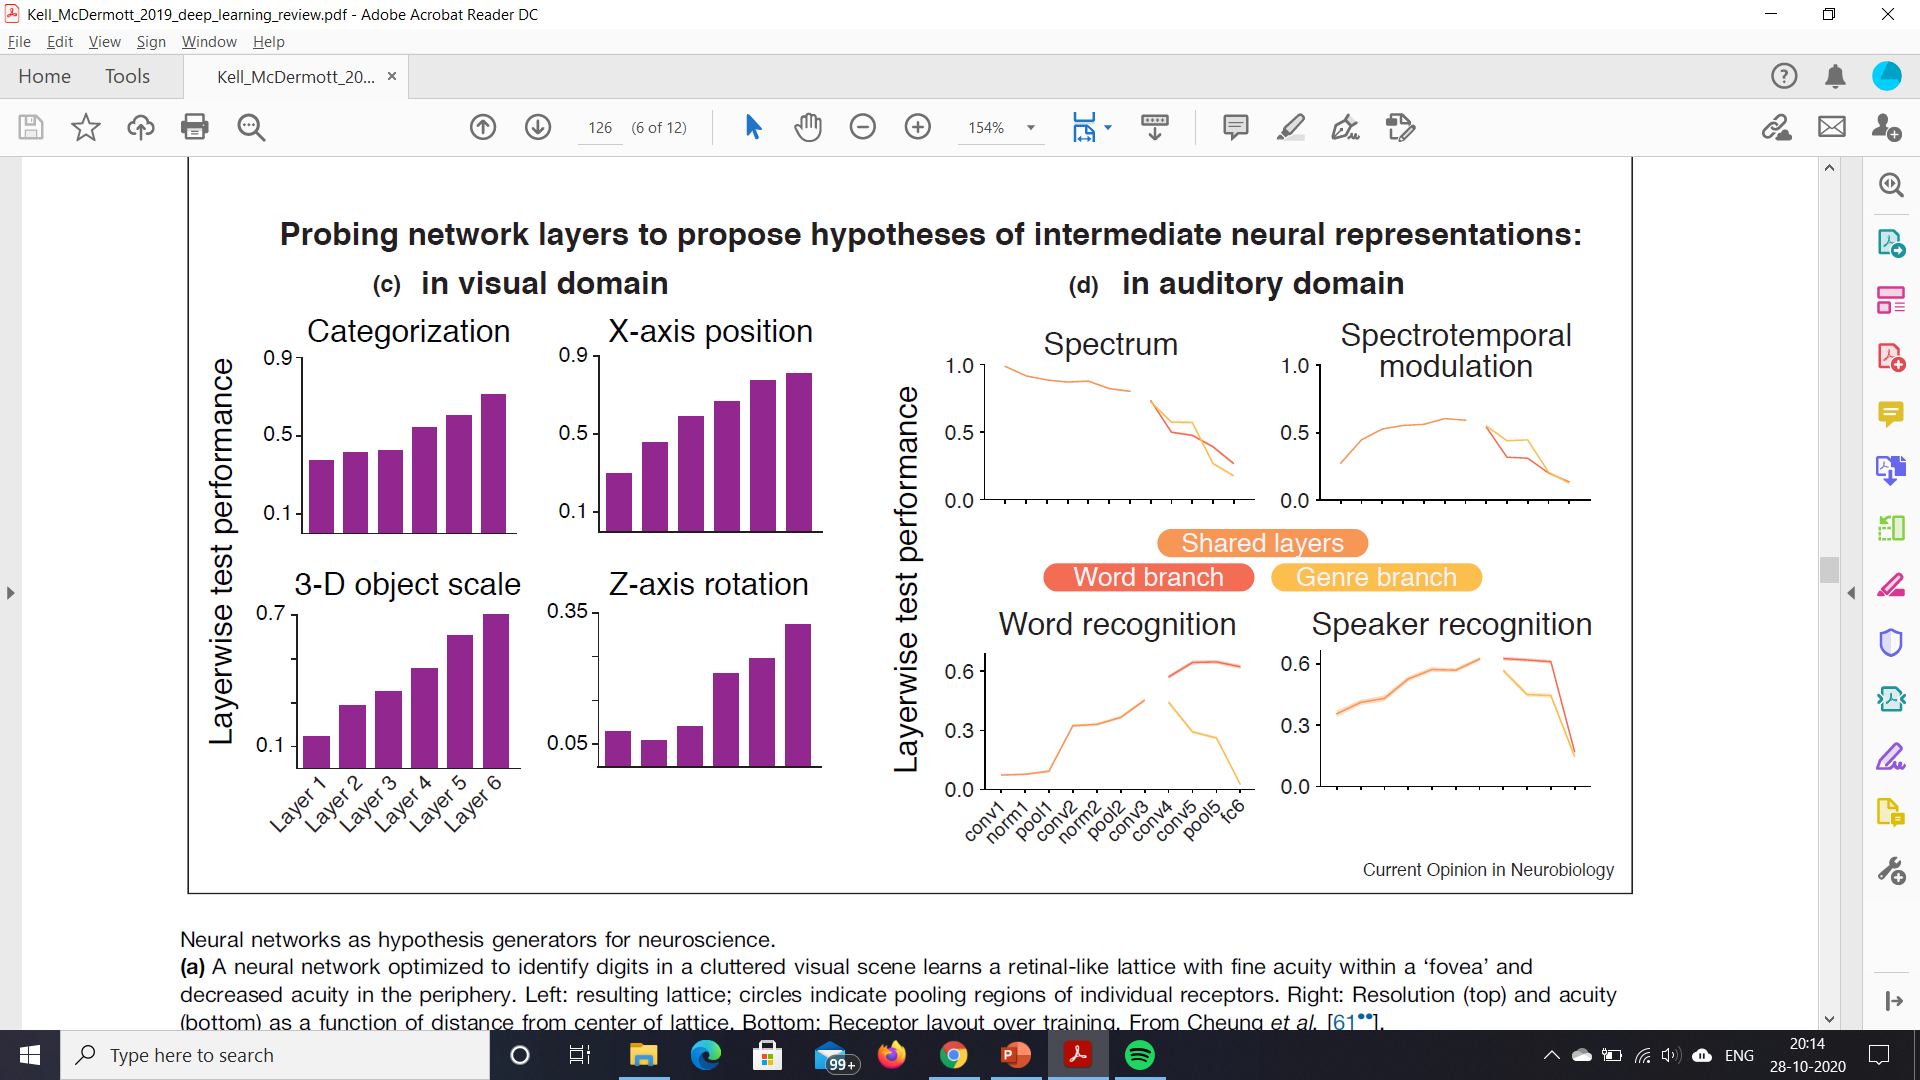 Kell_McDermott_2019_deep_learning_review.pdf - Adobe Acrobat Reader DC
File Edit View Sign Window Help
Home Tools Kell_McDermott_20... ×
126 (6 of 12) 154%
Probing network layers to propose hypotheses of intermediate neural representations:
(c) in visual domain
(d) in auditory domain
Layerwise test performance
Categorization
0.9
0.5
0.1
X-axis position
0.9
0.5
0.1
Layerwise test performance
3-D object scale
0.7
0.1
Layer 1
Layer 2
Layer 3
Layer 4
Layer 5
Layer 6
Z-axis rotation
0.35
0.05
Layerwise test performance
Spectrum
1.0
0.5
0.0
Spectrotemporal
modulation
1.0
0.5
0.0
Shared layers
Word branch Genre branch
Word recognition
0.6
0.3
0.0
conv1
norm1
pool1
conv2
norm2
pool2
conv3
conv4
conv5
pool5
fc6
Speaker recognition
0.6
0.3
0.0
Current Opinion in Neurobiology
Neural networks as hypothesis generators for neuroscience.
(a) A neural network optimized to identify digits in a cluttered visual scene learns a retinal-like lattice with fine acuity within a ‘fovea’ and
decreased acuity in the periphery. Left: resulting lattice; circles indicate pooling regions of individual receptors. Right: Resolution (top) and acuity
(bottom) as a function of distance from center of lattice. Bottom: Receptor layout over training. From Cheung et al. [61••].
Type here to search
99+
ENG
20:14
28-10-2020